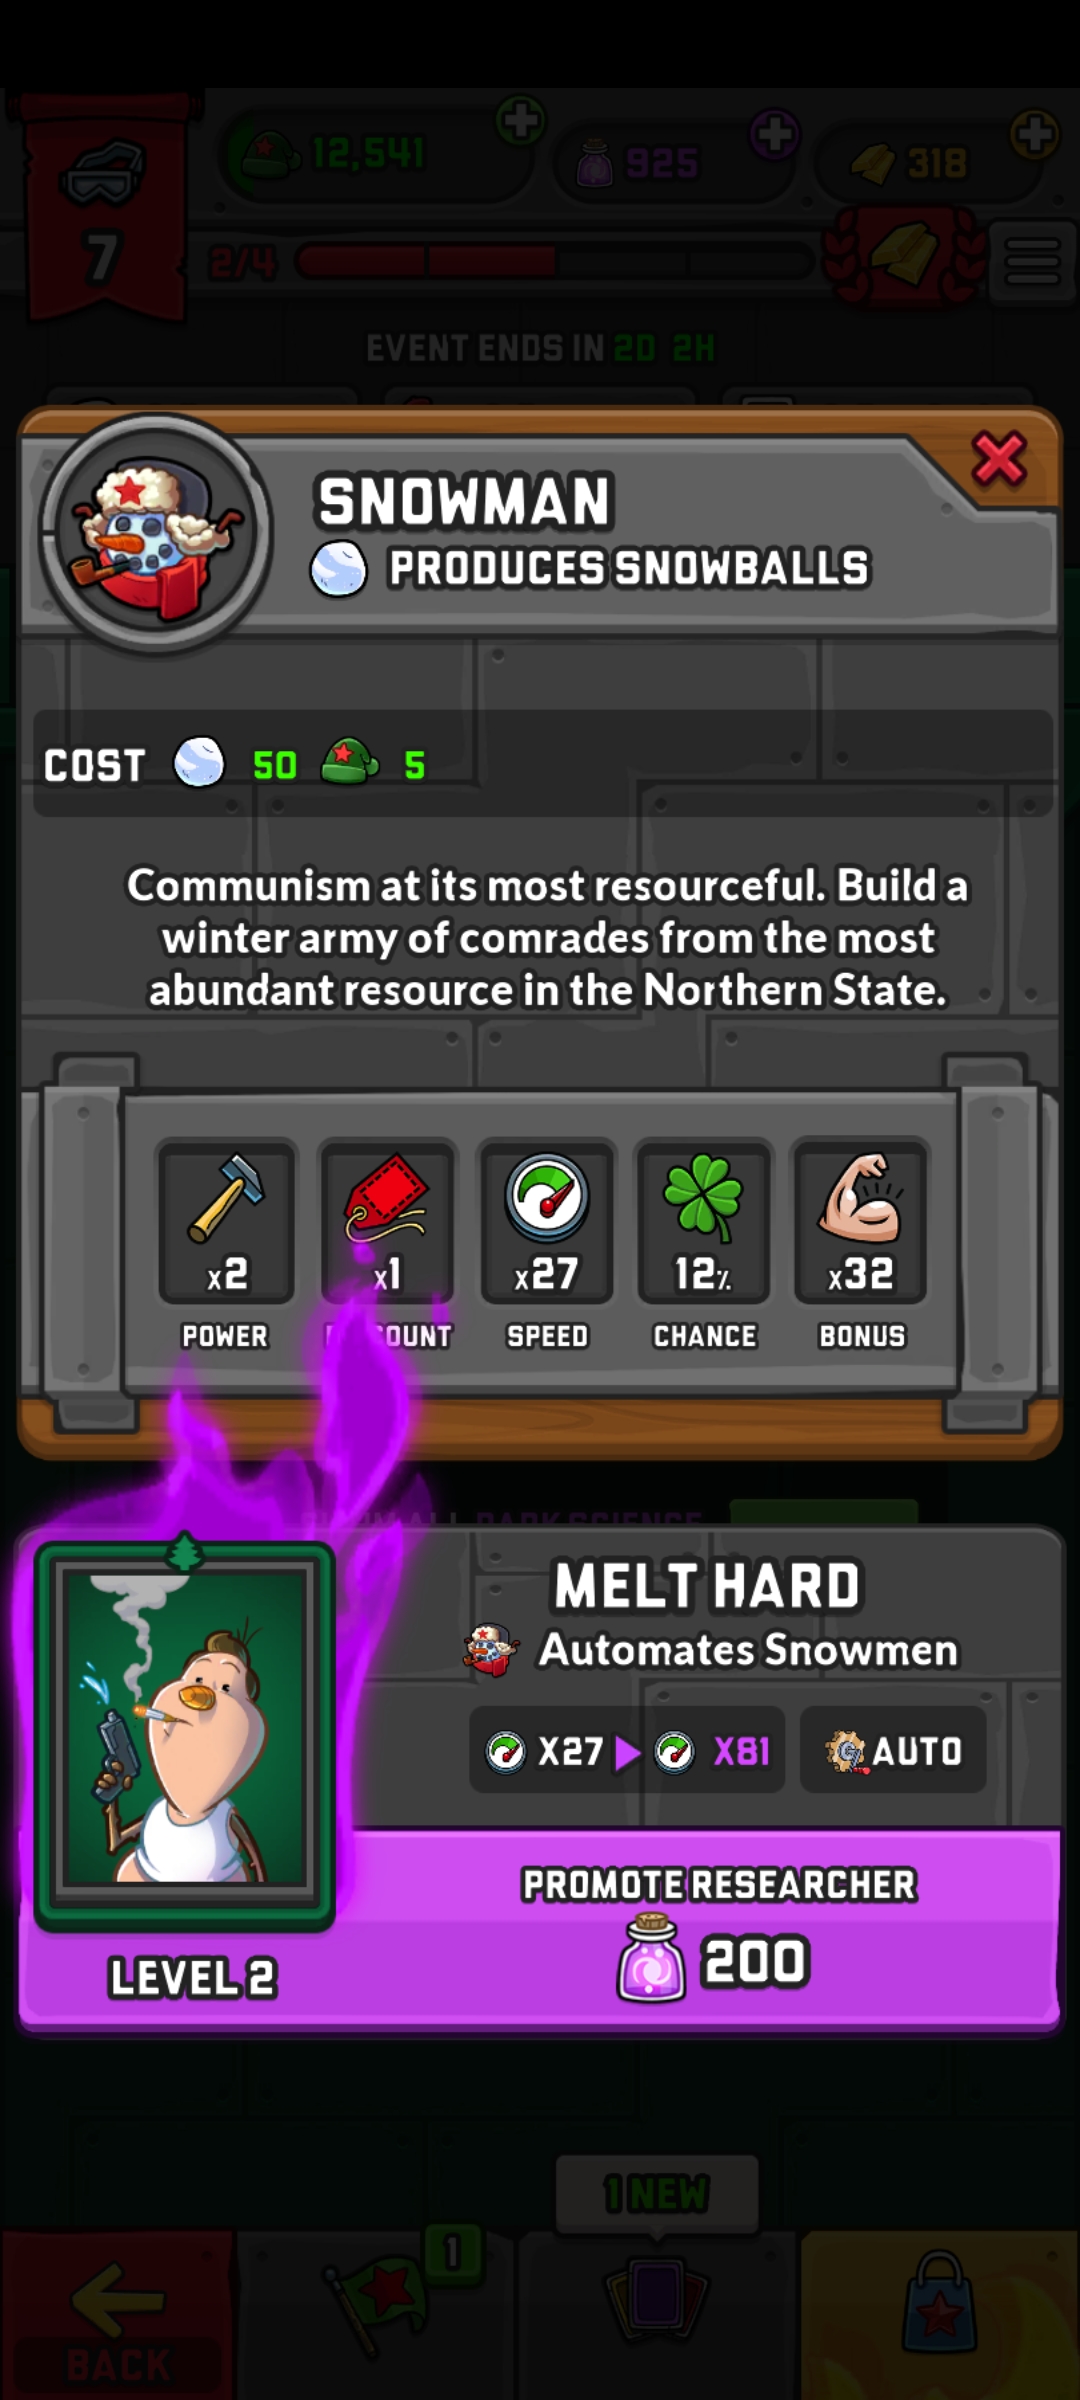 12,541
925
318
7
2/4
EVENT ENDS IN 2D 2H
SNOWMAN
PRODUCES SNOWBALLS
COST 50 5
Communism at its most resourceful. Build a
winter army of comrades from the most
abundant resource in the Northern State.
x2 x1 x27 12% x32
POWER DISCOUNT SPEED CHANCE BONUS
DARK SCIENCE
MELT HARD
Automates Snowmen
X27 X81 AUTO
PROMOTE RESEARCHER
200
LEVEL 2
1 NEW
1
BACK